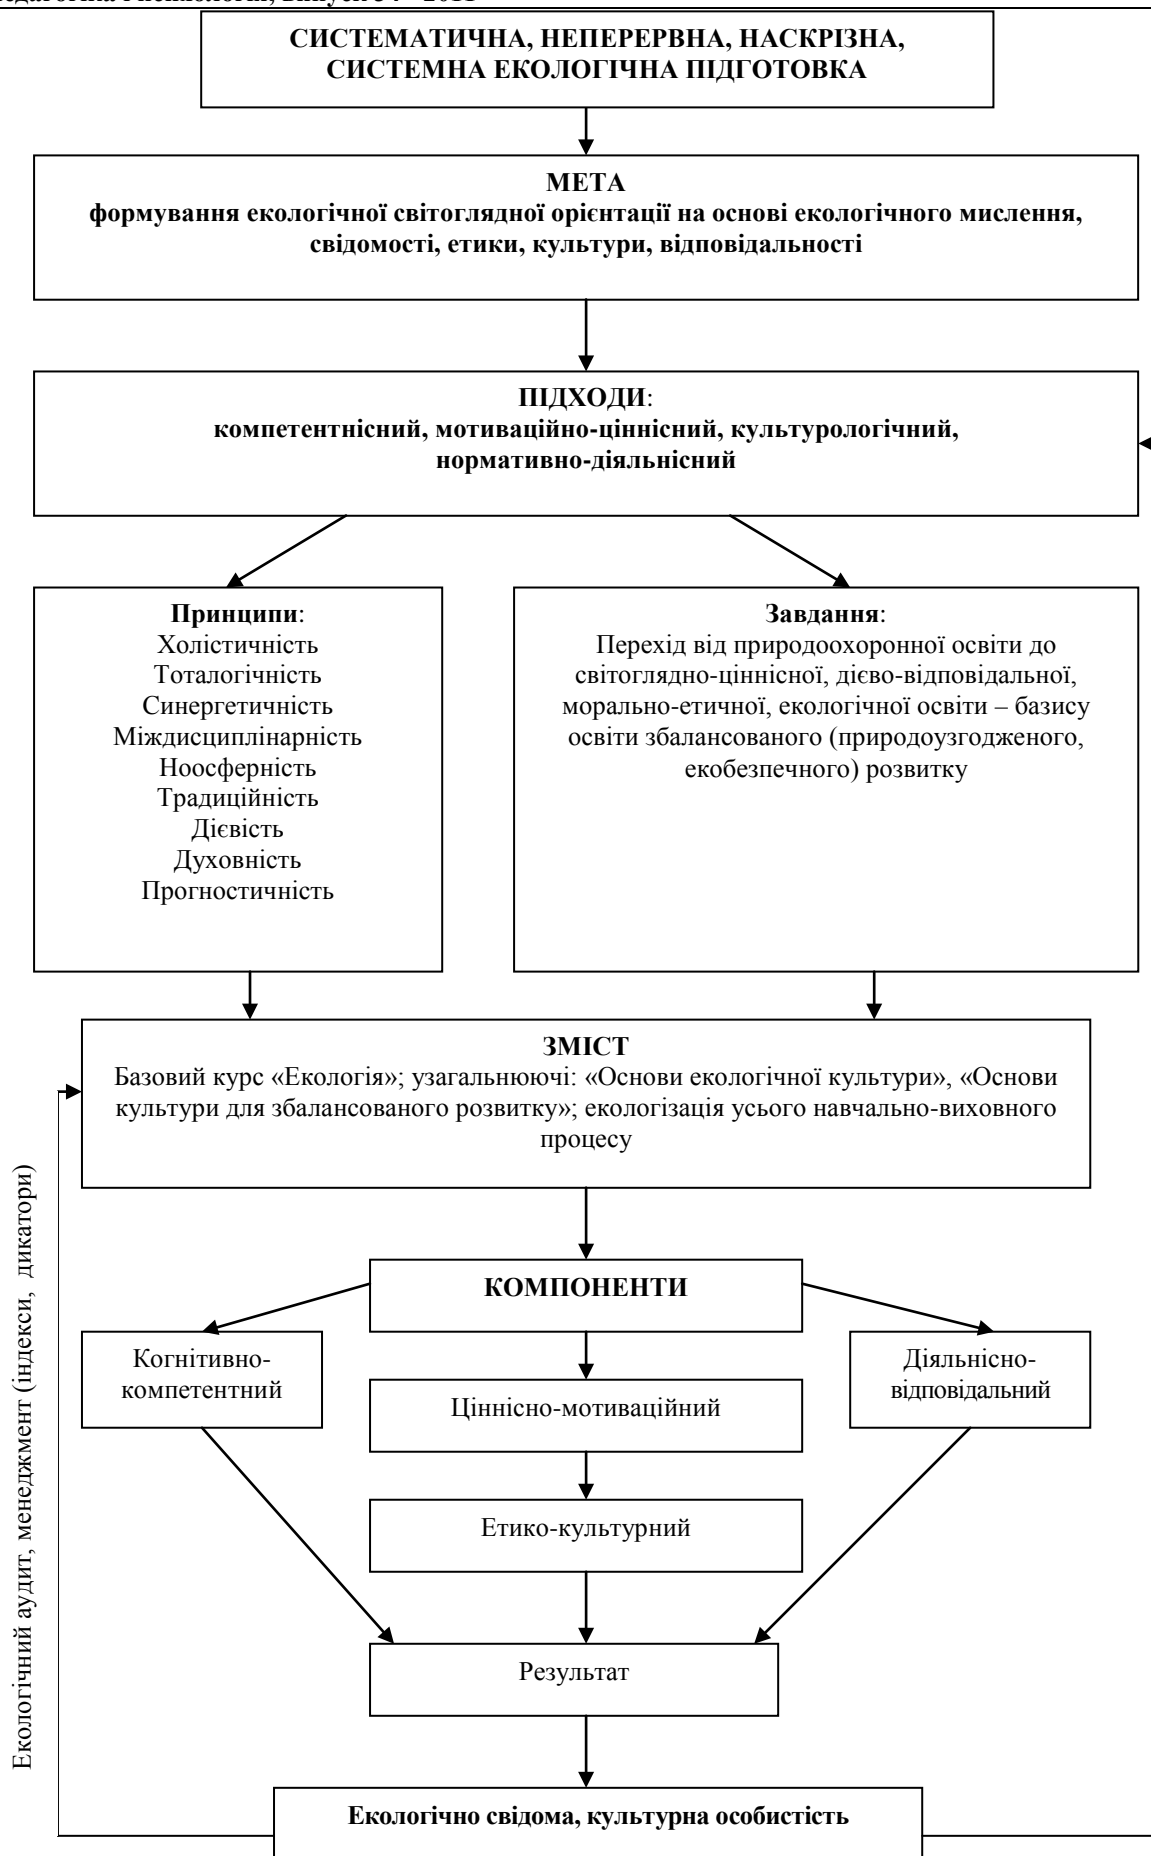 СИСТЕМАТИЧНА, НЕПЕРЕРВНА, НАСКРІЗНА,
СИСТЕМНА ЕКОЛОГІЧНА ПІДГОТОВКА
МЕТА
формування екологічної світоглядної орієнтації на основі екологічного мислення,
свідомості, етики, культури, відповідальності
ПІДХОДИ:
компетентнісний, мотиваційно-ціннісний, культурологічний,
нормативно-діяльнісний
Принципи:
Холістичність
Тоталогічність
Синергетичність
Міждисциплінарність
Ноосферність
Традиційність
Дієвість
Духовність
Прогностичність
Завдання:
Перехід від природоохоронної освіти до
світоглядно-ціннісної, дієво-відповідальної,
морально-етичної, екологічної освіти – базису
освіти збалансованого (природоузгодженого,
екобезпечного) розвитку
ЗМІСТ
Базовий курс «Екологія»; узагальнюючі: «Основи екологічної культури», «Основи
культури для збалансованого розвитку»; екологізація усього навчально-виховного
процесу
Екологічний аудит, менеджмент (індекси, дикатори)
КОМПОНЕНТИ
Когнітивно-
компетентний
Ціннісно-мотиваційний
Діяльнісно-
відповідальний
Етико-культурний
Результат
Екологічно свідома, культурна особистість